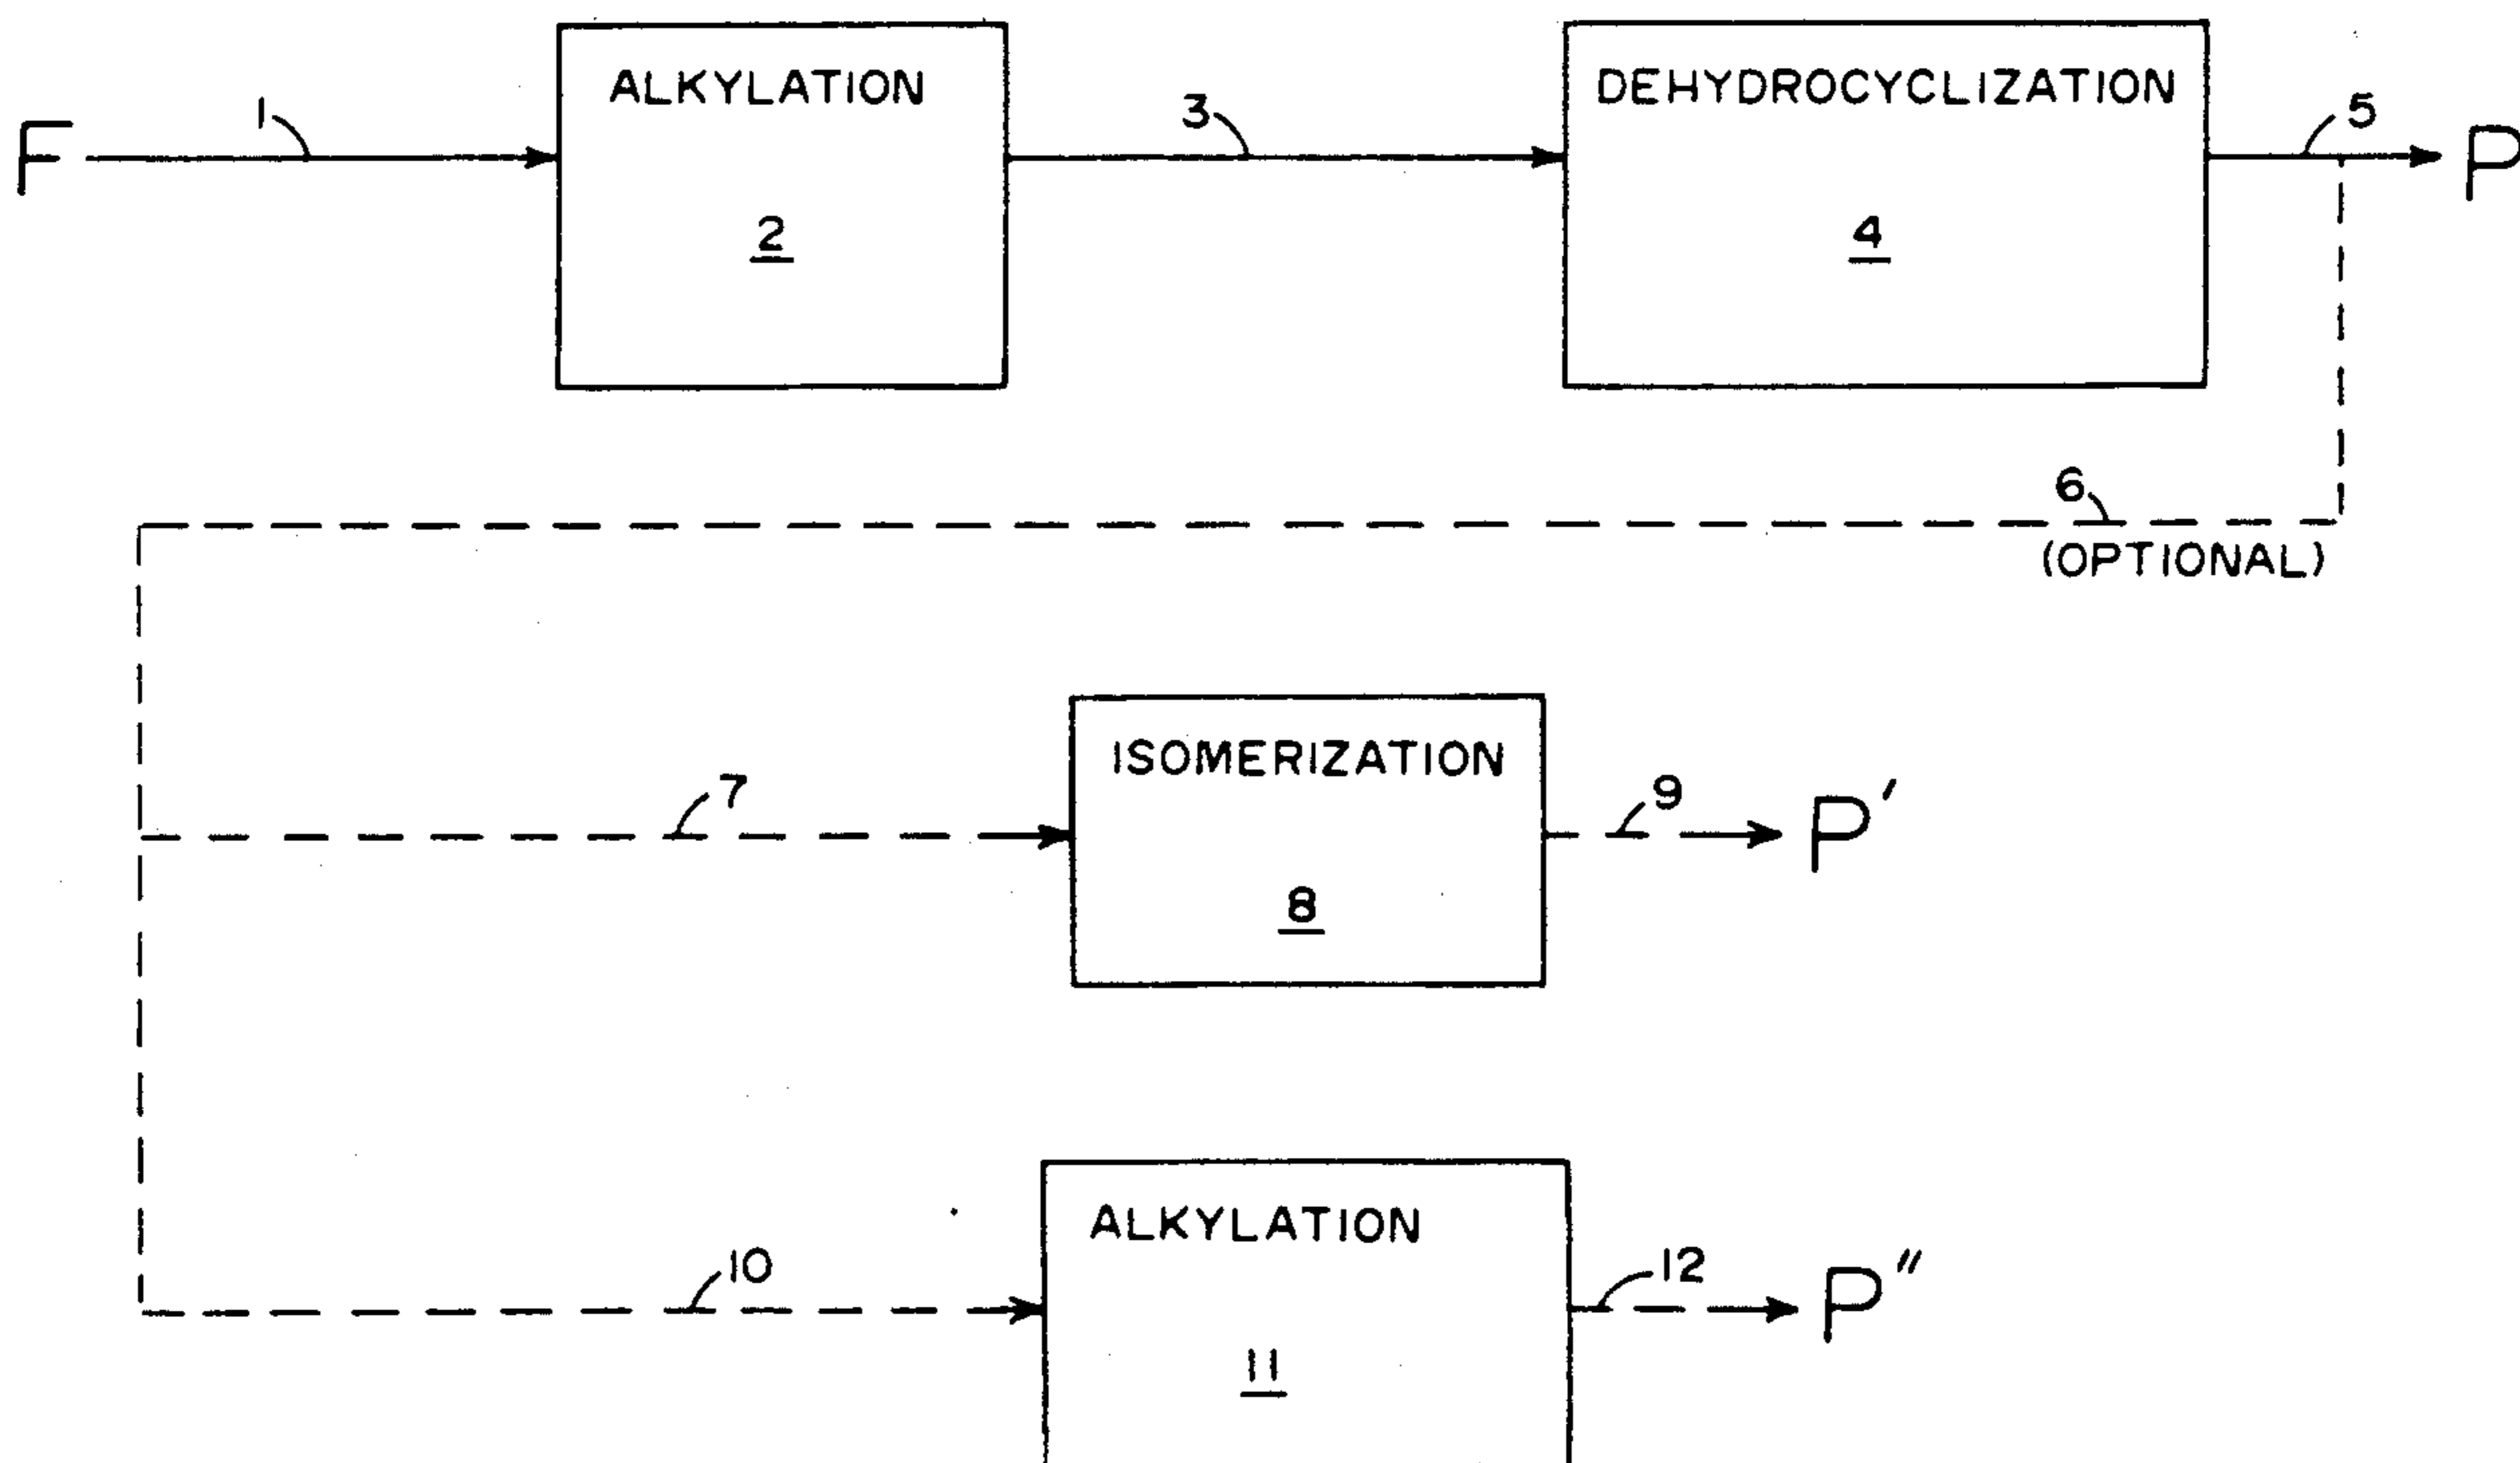 ALKYLATION
DEHYDROCYCLIZATION
F
1
3
5
P
2
4
6
(OPTIONAL)
ISOMERIZATION
7
9
P'
8
ALKYLATION
10
12
P"
11